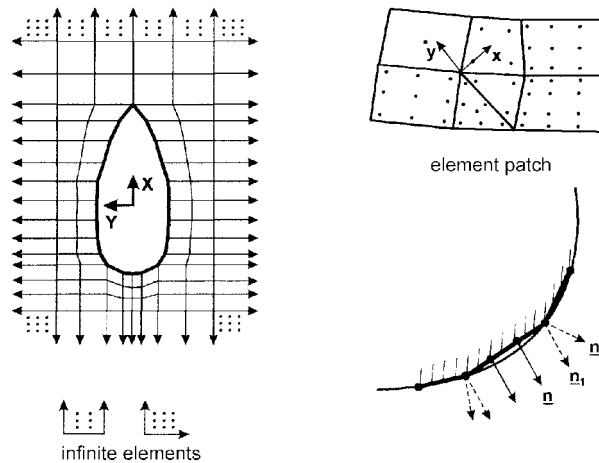 X
Y
infinite elements
y
x
element patch
n
n
n1